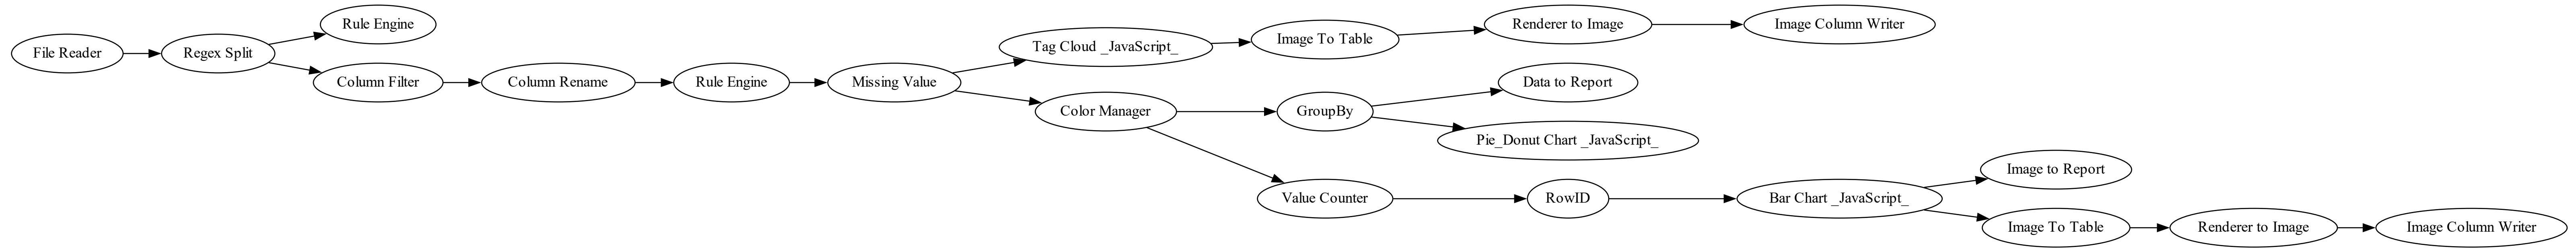 File Reader
Regex Split
Rule Engine
Column Filter
Column Rename
Rule Engine
Missing Value
Tag Cloud _JavaScript_
Image To Table
Renderer to Image
Image Column Writer
Color Manager
GroupBy
Data to Report
Pie_Donut Chart _JavaScript_
Value Counter
RowID
Bar Chart _JavaScript_
Image to Report
Image To Table
Renderer to Image
Image Column Writer